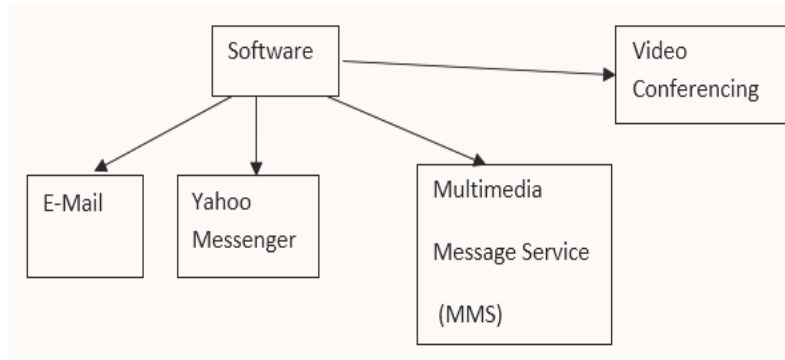 Software
Video
Conferencing
E-Mail
Yahoo
Messenger
Multimedia
Message Service
(MMS)